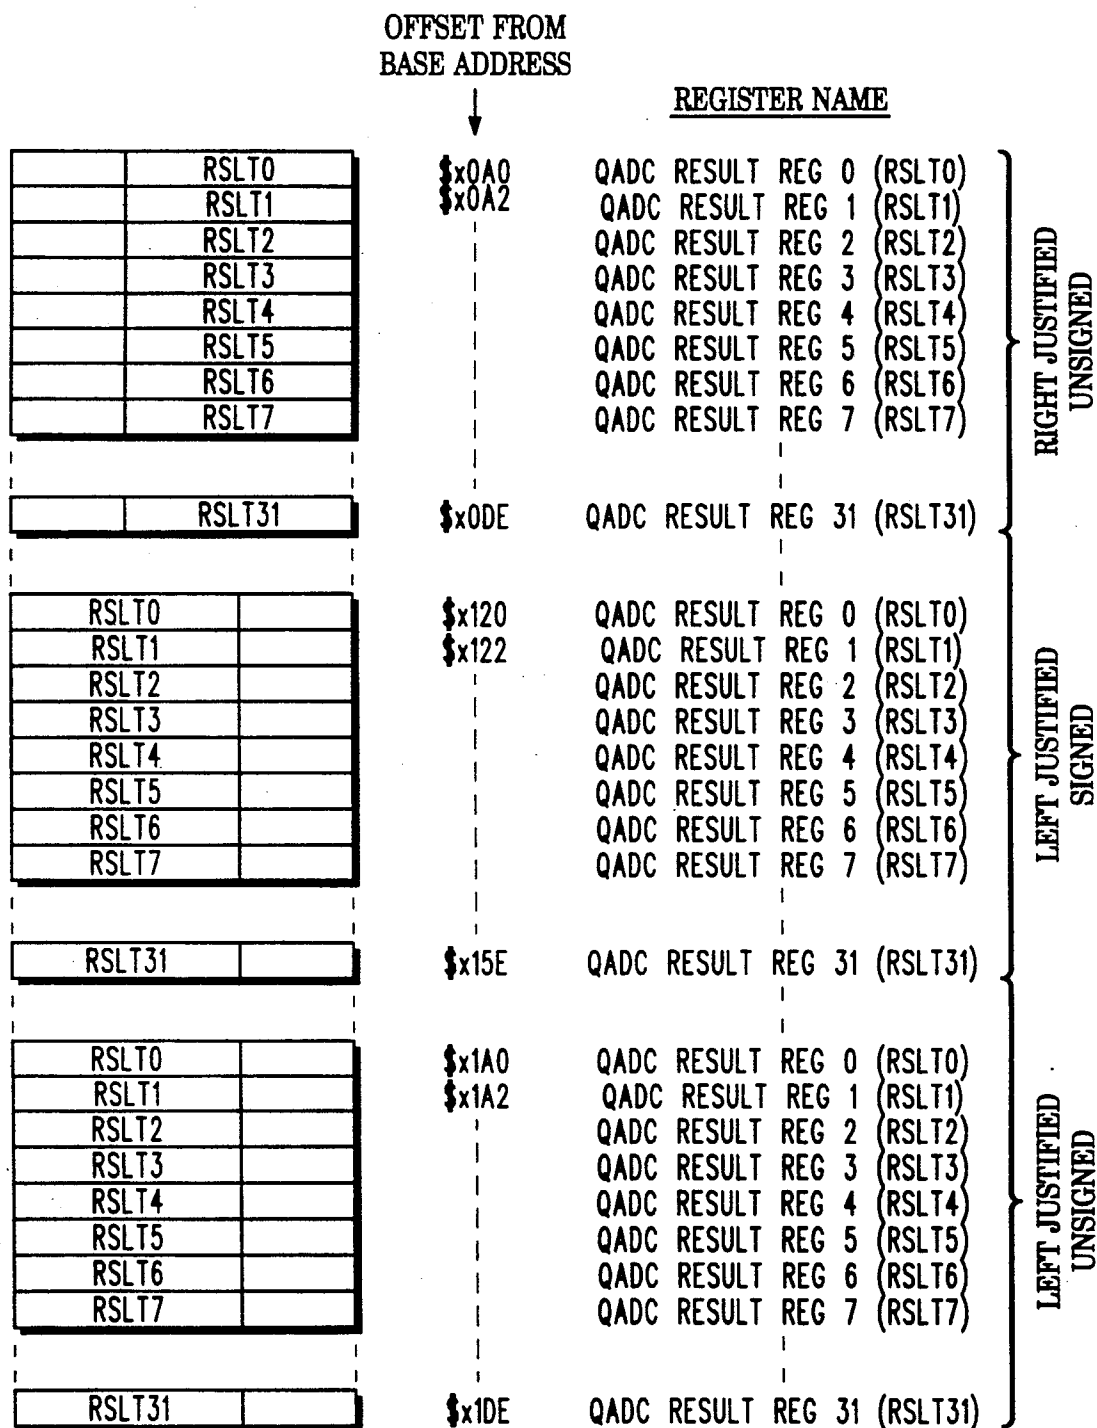 OFFSET FROM
BASE ADDRESS
REGISTER NAME
RSLT0 $x0A0 QADC RESULT REG 0 (RSLT0)
RSLT1 $x0A2 QADC RESULT REG 1 (RSLT1)
RSLT2 QADC RESULT REG 2 (RSLT2)
RSLT3 QADC RESULT REG 3 (RSLT3)
RSLT4 QADC RESULT REG 4 (RSLT4)
RSLT5 QADC RESULT REG 5 (RSLT5)
RSLT6 QADC RESULT REG 6 (RSLT6)
RSLT7 QADC RESULT REG 7 (RSLT7)
RSLT31 $x0DE QADC RESULT REG 31 (RSLT31)
RIGHT JUSTIFIED
UNSIGNED
RSLT0 $x120 QADC RESULT REG 0 (RSLT0)
RSLT1 $x122 QADC RESULT REG 1 (RSLT1)
RSLT2 QADC RESULT REG 2 (RSLT2)
RSLT3 QADC RESULT REG 3 (RSLT3)
RSLT4 QADC RESULT REG 4 (RSLT4)
RSLT5 QADC RESULT REG 5 (RSLT5)
RSLT6 QADC RESULT REG 6 (RSLT6)
RSLT7 QADC RESULT REG 7 (RSLT7)
RSLT31 $x15E QADC RESULT REG 31 (RSLT31)
LEFT JUSTIFIED
SIGNED
RSLT0 $x1A0 QADC RESULT REG 0 (RSLT0)
RSLT1 $x1A2 QADC RESULT REG 1 (RSLT1)
RSLT2 QADC RESULT REG 2 (RSLT2)
RSLT3 QADC RESULT REG 3 (RSLT3)
RSLT4 QADC RESULT REG 4 (RSLT4)
RSLT5 QADC RESULT REG 5 (RSLT5)
RSLT6 QADC RESULT REG 6 (RSLT6)
RSLT7 QADC RESULT REG 7 (RSLT7)
RSLT31 $x1DE QADC RESULT REG 31 (RSLT31)
LEFT JUSTIFIED
UNSIGNED